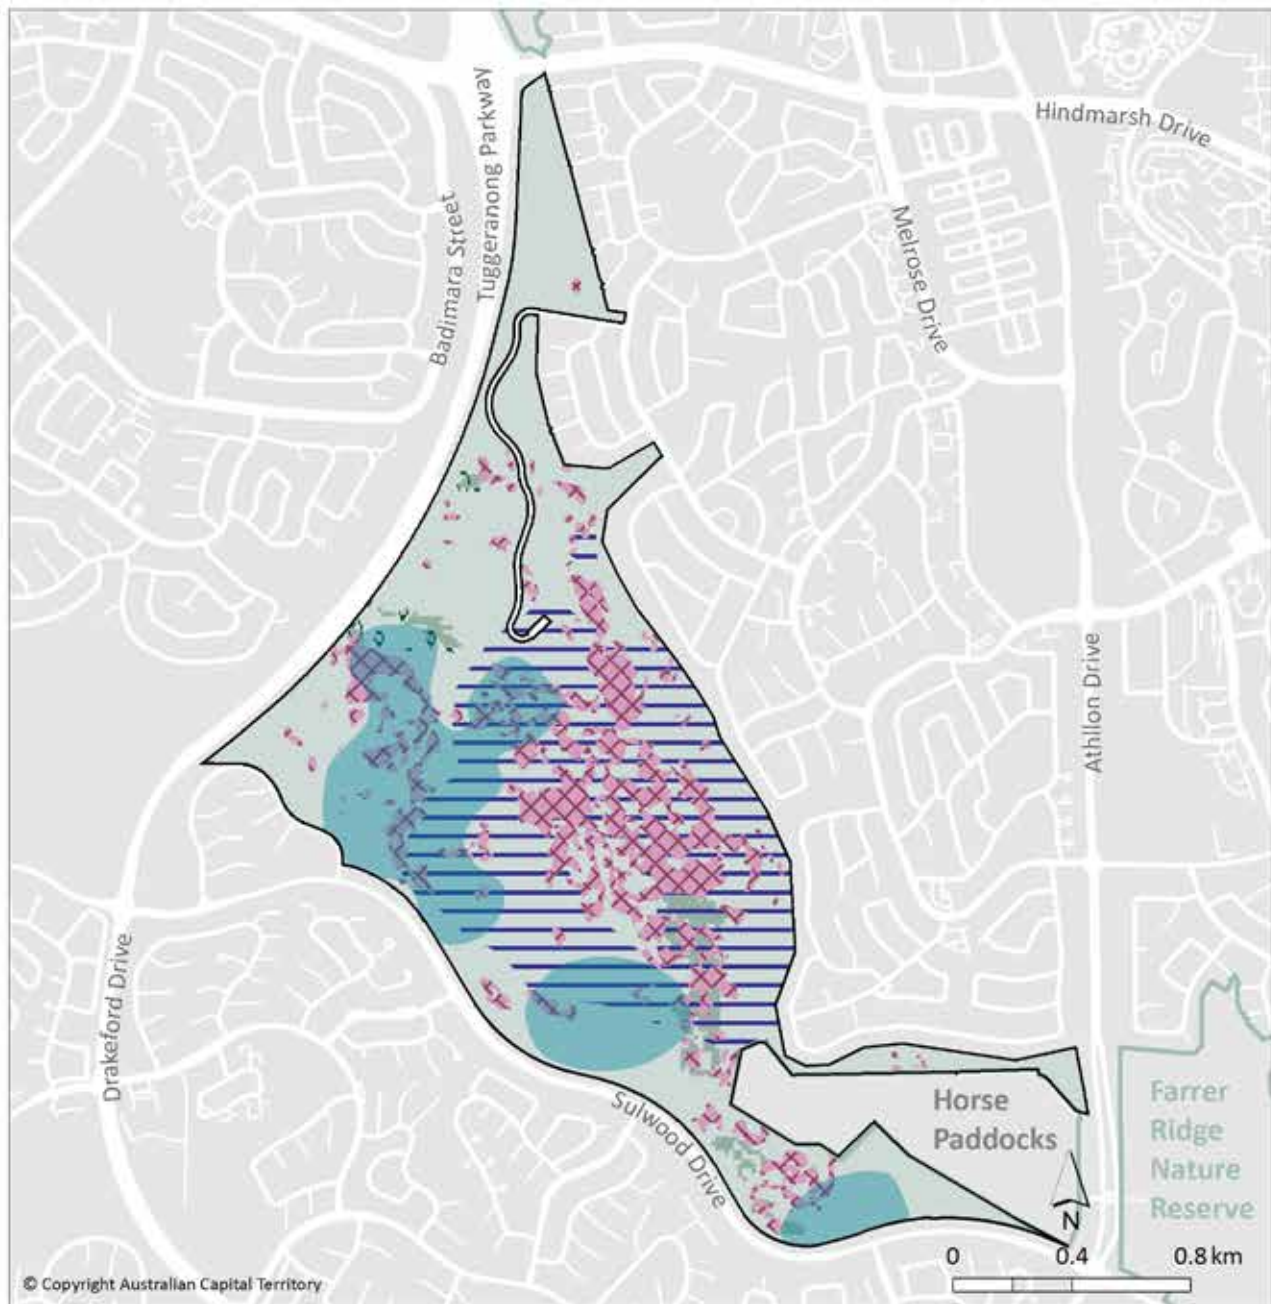 Hindmarsh Drive
Tuggeranong Parkway
Badimara Street
Melrose Drive
Athllon Drive
Drakeford Drive
Sulwood Drive
Horse
Paddocks
Farrer
Ridge
Nature
Reserve
N
0 0.4 0.8 km
© Copyright Australian Capital Territory